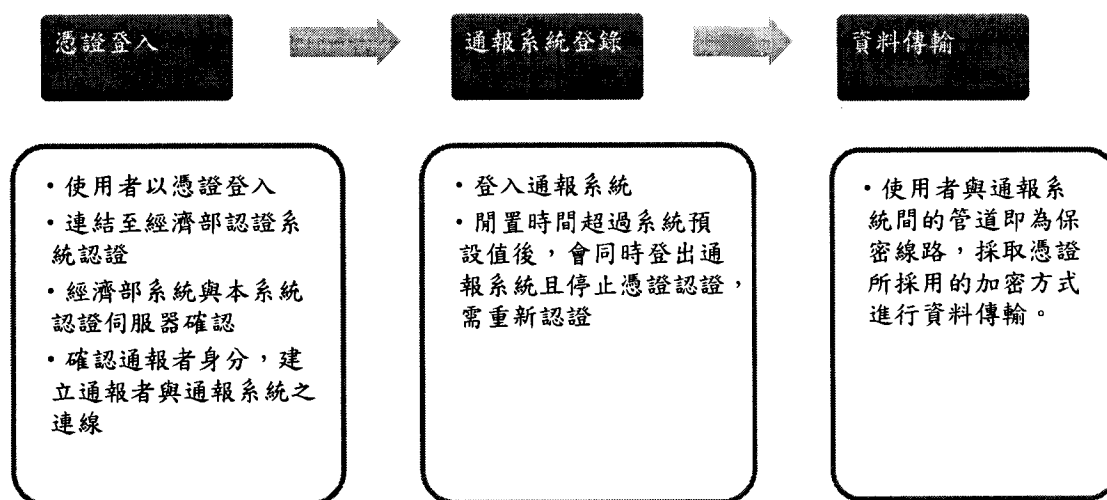 憑證登入
通報系統登錄
資料傳輸
・使用者以憑證登入
・連結至經濟部認證系
統認證
・經濟部系統與本系統
認證伺服器確認
・確認通報者身分，建
立通報者與通報系統之
連線
・登入通報系統
・閒置時間超過系統預
設值後，會同時登出通
報系統且停止憑證認證，
需重新認證
・使用者與通報系
統間的管道即為保
密線路，採取憑證
所採用的加密方式
進行資料傳輸。